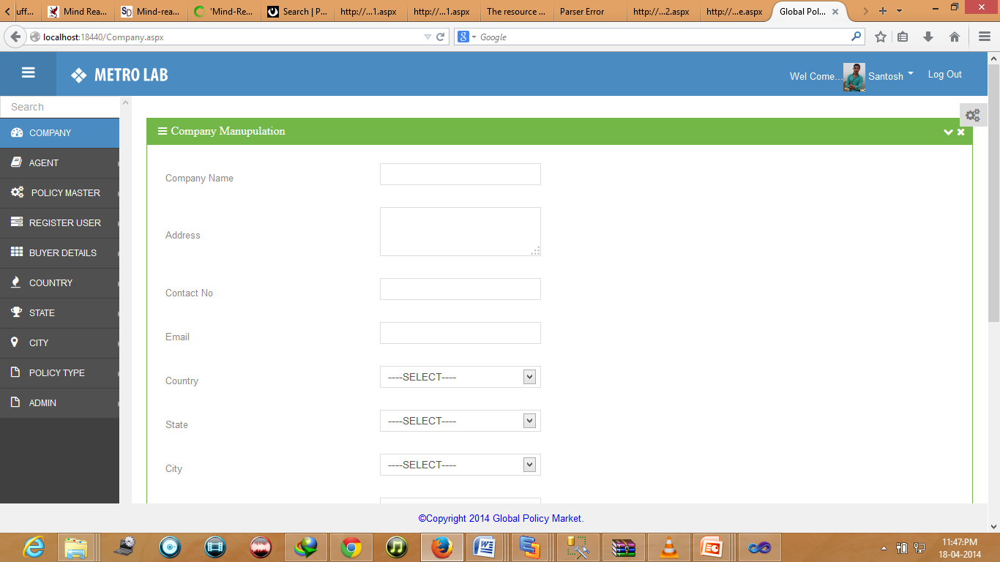 uff...
Mind Rea...
SD Mind-rea...
'Mind-Re...
Search | P...
http://...1.aspx
http://...1.aspx
The resource ...
Parser Error
http://...2.aspx
http://...e.aspx
Global Pol...
localhost:18440/Company.aspx
Google
METRO LAB
Wel Come...
Santosh
Log Out
Search
COMPANY
AGENT
POLICY MASTER
REGISTER USER
BUYER DETAILS
COUNTRY
STATE
CITY
POLICY TYPE
ADMIN
Company Manupulation
Company Name
Address
Contact No
Email
Country
----SELECT----
State
----SELECT----
City
----SELECT----
©Copyright 2014 Global Policy Market.
11:47:PM
18-04-2014